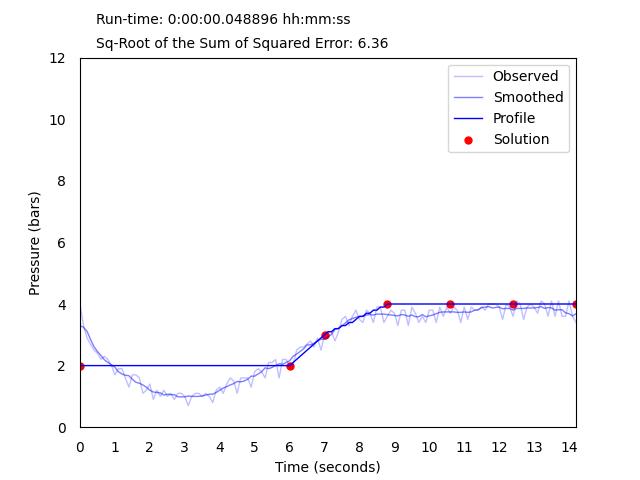 Run-time: 0:00:00.048896 hh:mm:ss
Sq-Root of the Sum of Squared Error: 6.36
12
10
8
6
4
2
0
Pressure (bars)
Observed
Smoothed
Profile
Solution
0 1 2 3 4 5 6 7 8 9 10 11 12 13 14
Time (seconds)